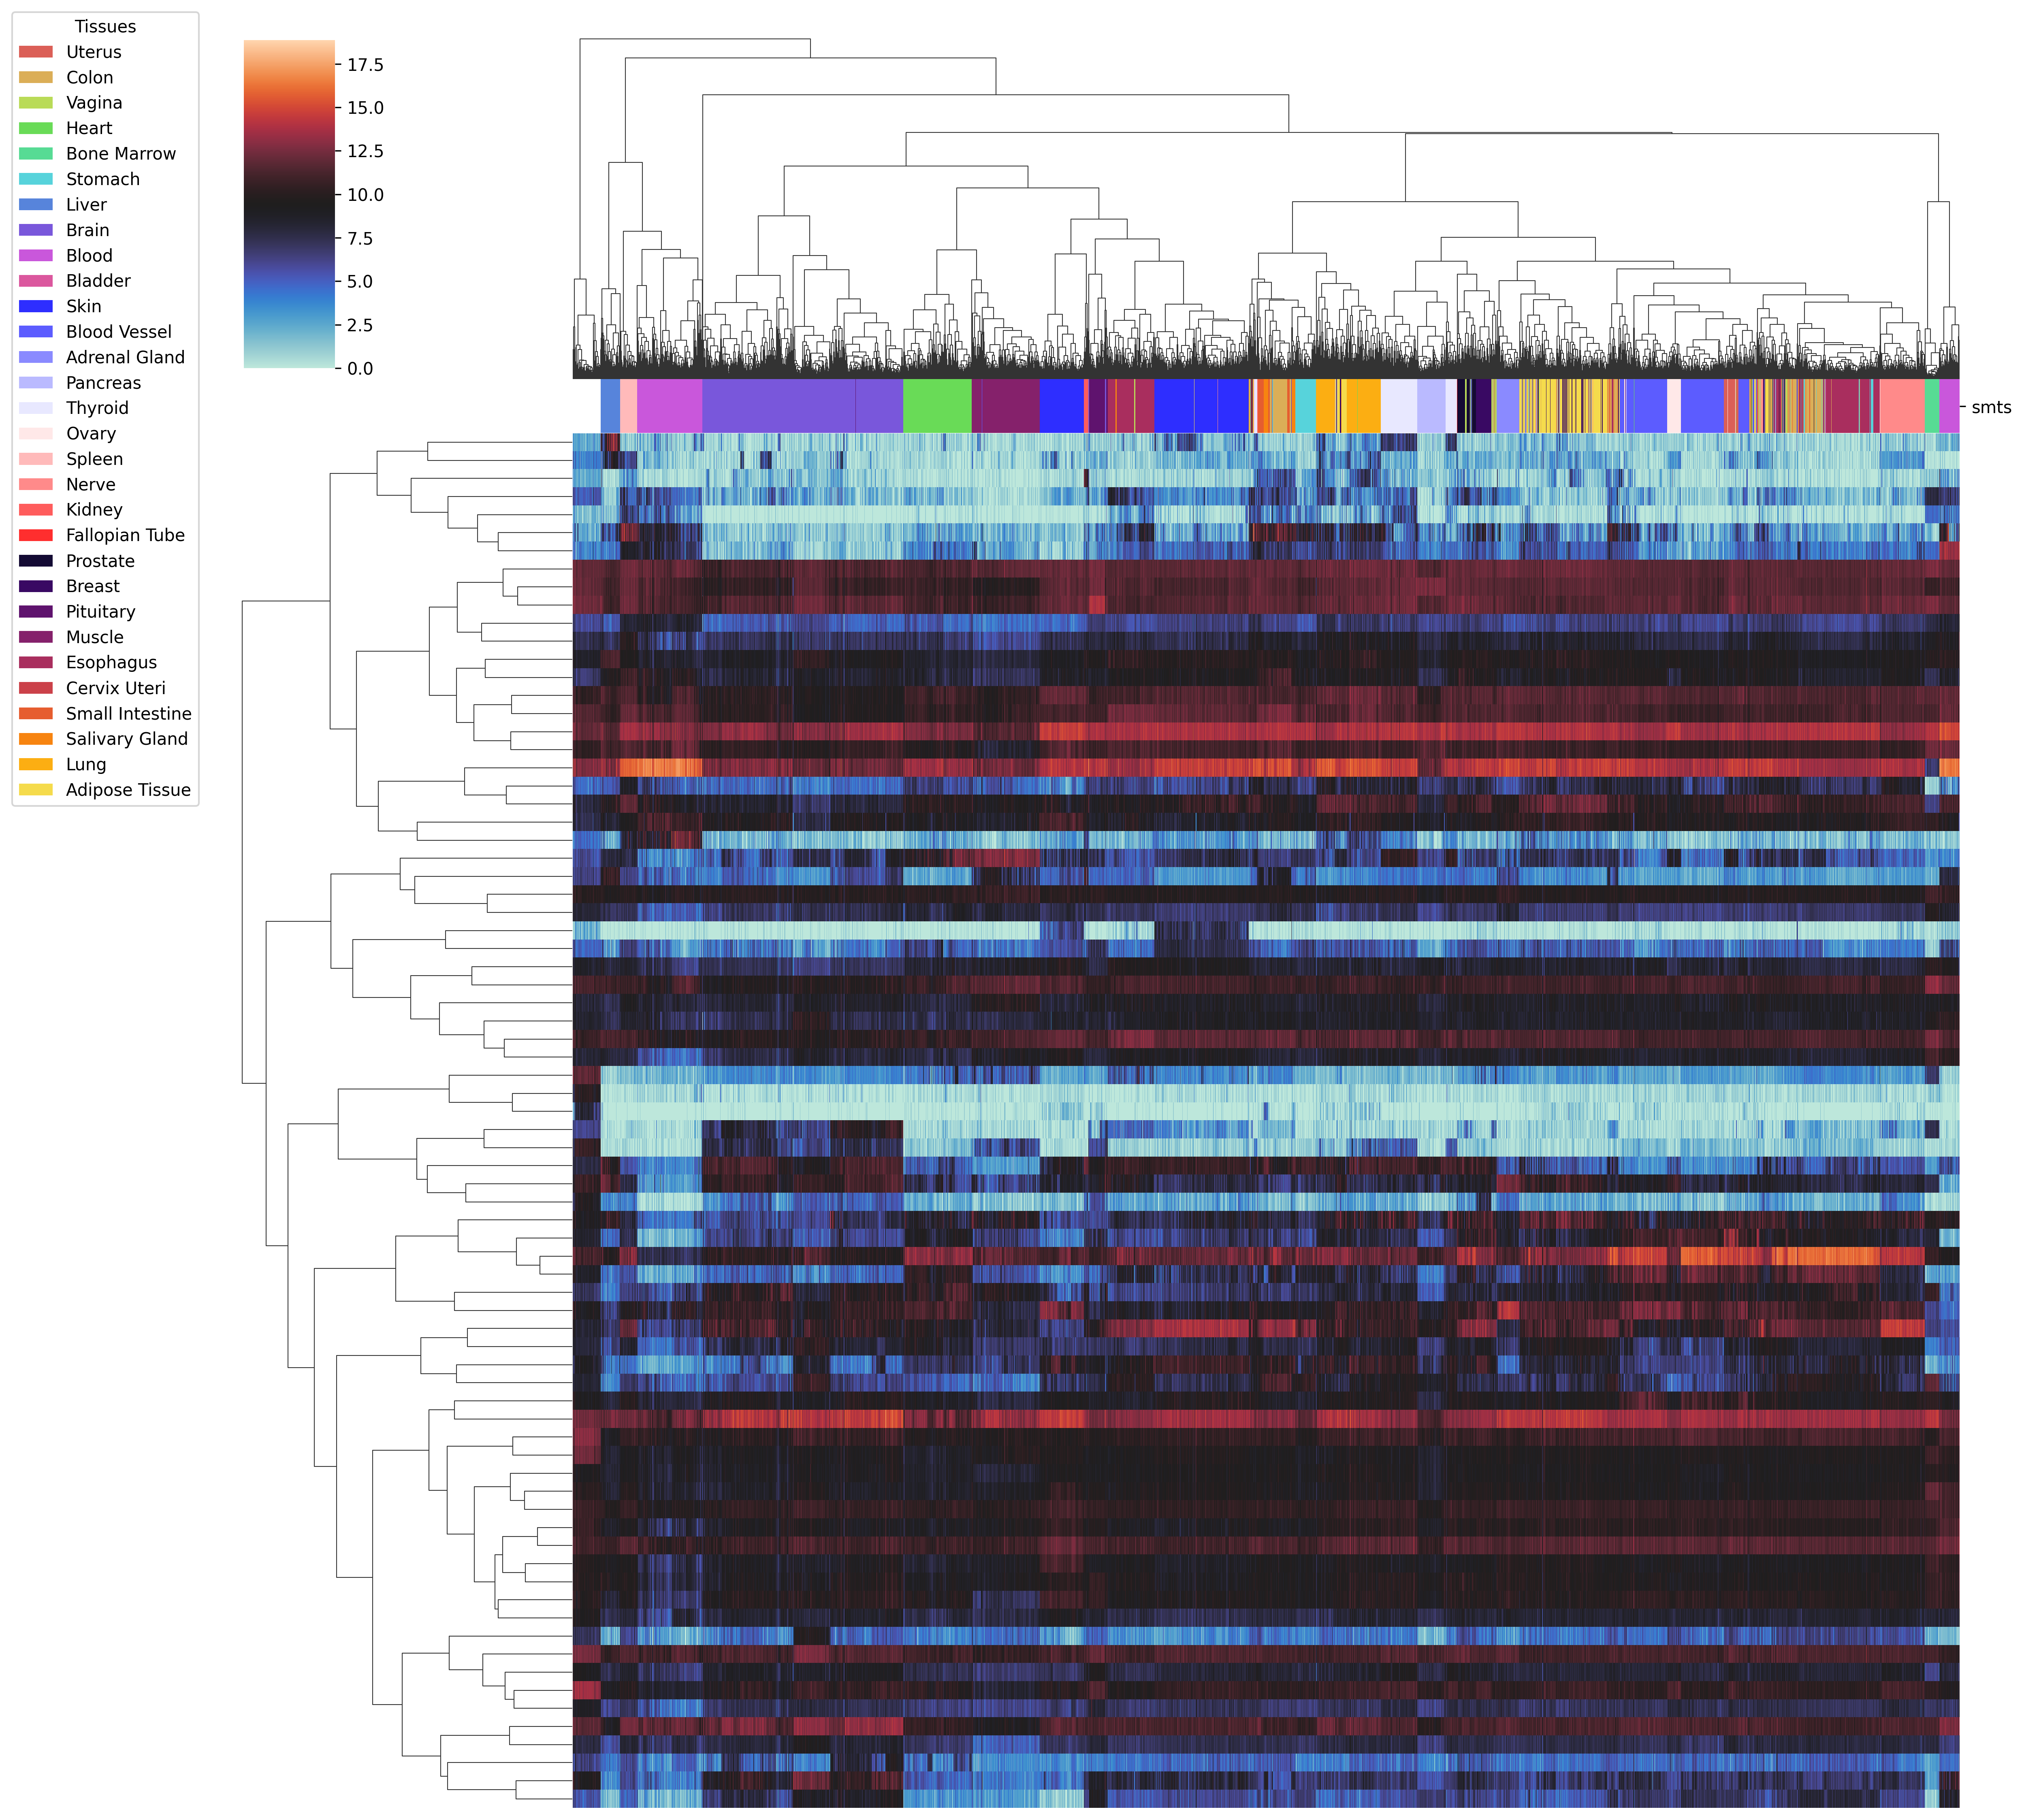 Tissues
Uterus
Colon
Vagina
Heart
Bone Marrow
Stomach
Liver
Brain
Blood
Bladder
Skin
Blood Vessel
Adrenal Gland
Pancreas
Thyroid
Ovary
Spleen
Nerve
Kidney
Fallopian Tube
Prostate
Breast
Pituitary
Muscle
Esophagus
Cervix Uteri
Small Intestine
Salivary Gland
Lung
Adipose Tissue
17.5
15.0
12.5
10.0
7.5
5.0
2.5
0.0
smts